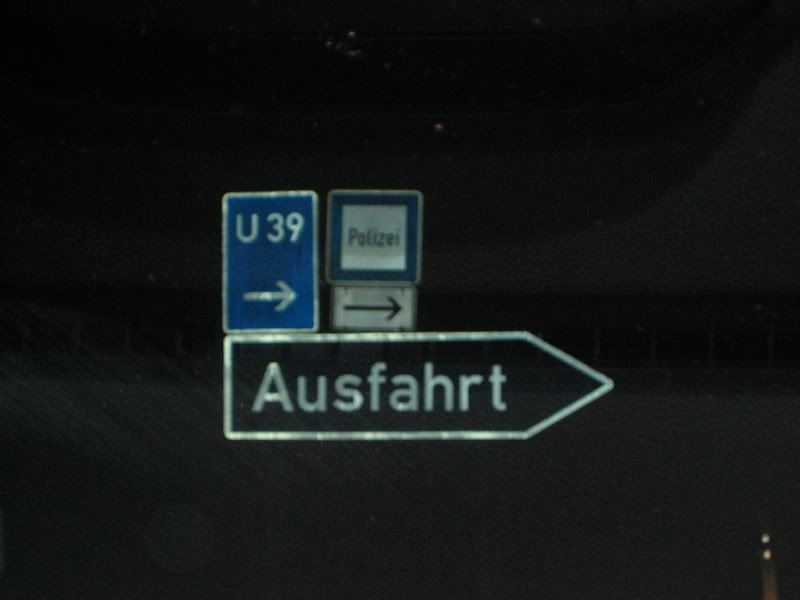 U 39
Polizei
Ausfahrt